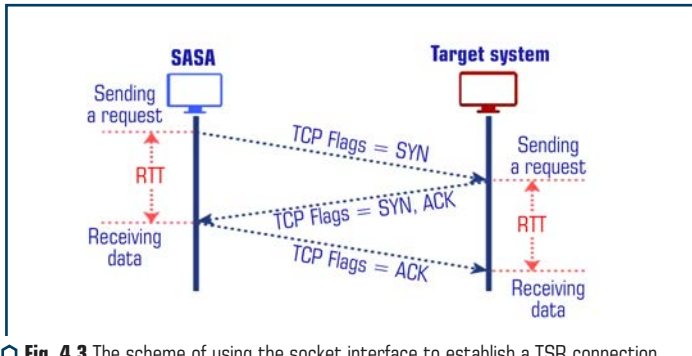 SASA
Target system
Sending
a request
TCP Flags = SYN
Sending
a request
RTT
TCP Flags = SYN, ACK
RTT
Receiving
data
TCP Flags = ACK
Receiving
data
Fig. 4.3 The scheme of using the socket interface to establish a TSR connection